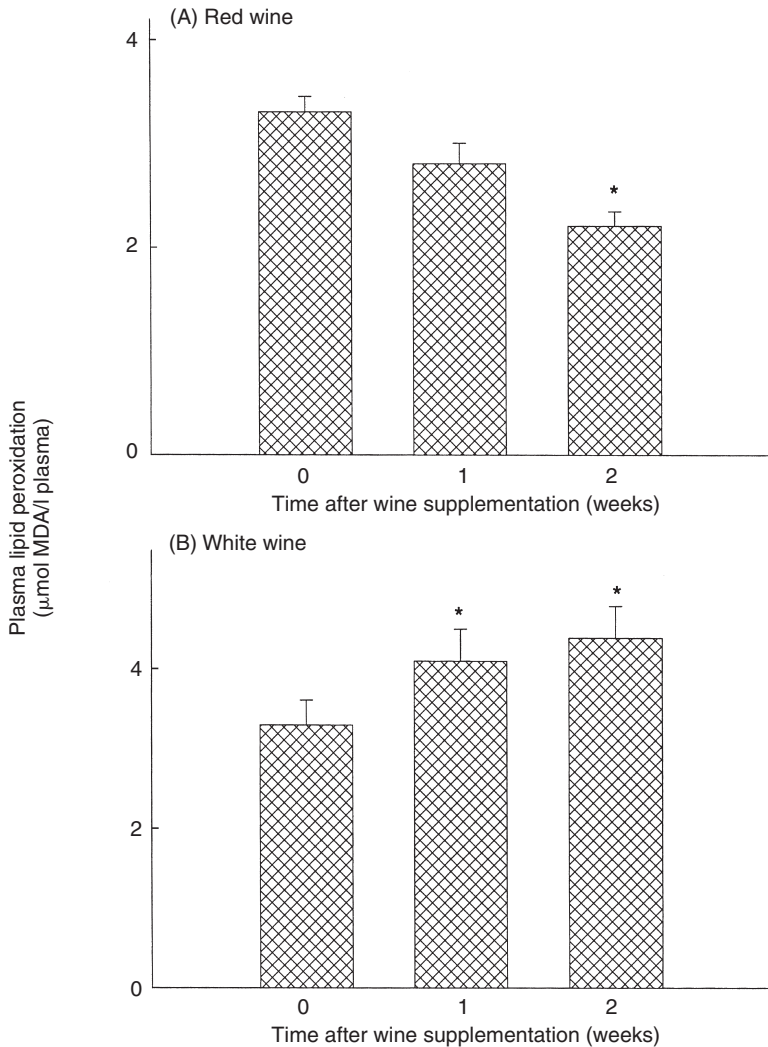 (A) Red wine
4
*
2
0
0 1 2
Time after wine supplementation (weeks)
Plasma lipid peroxidation
(μmol MDA/l plasma)
(B) White wine
* *
4
2
0
0 1 2
Time after wine supplementation (weeks)